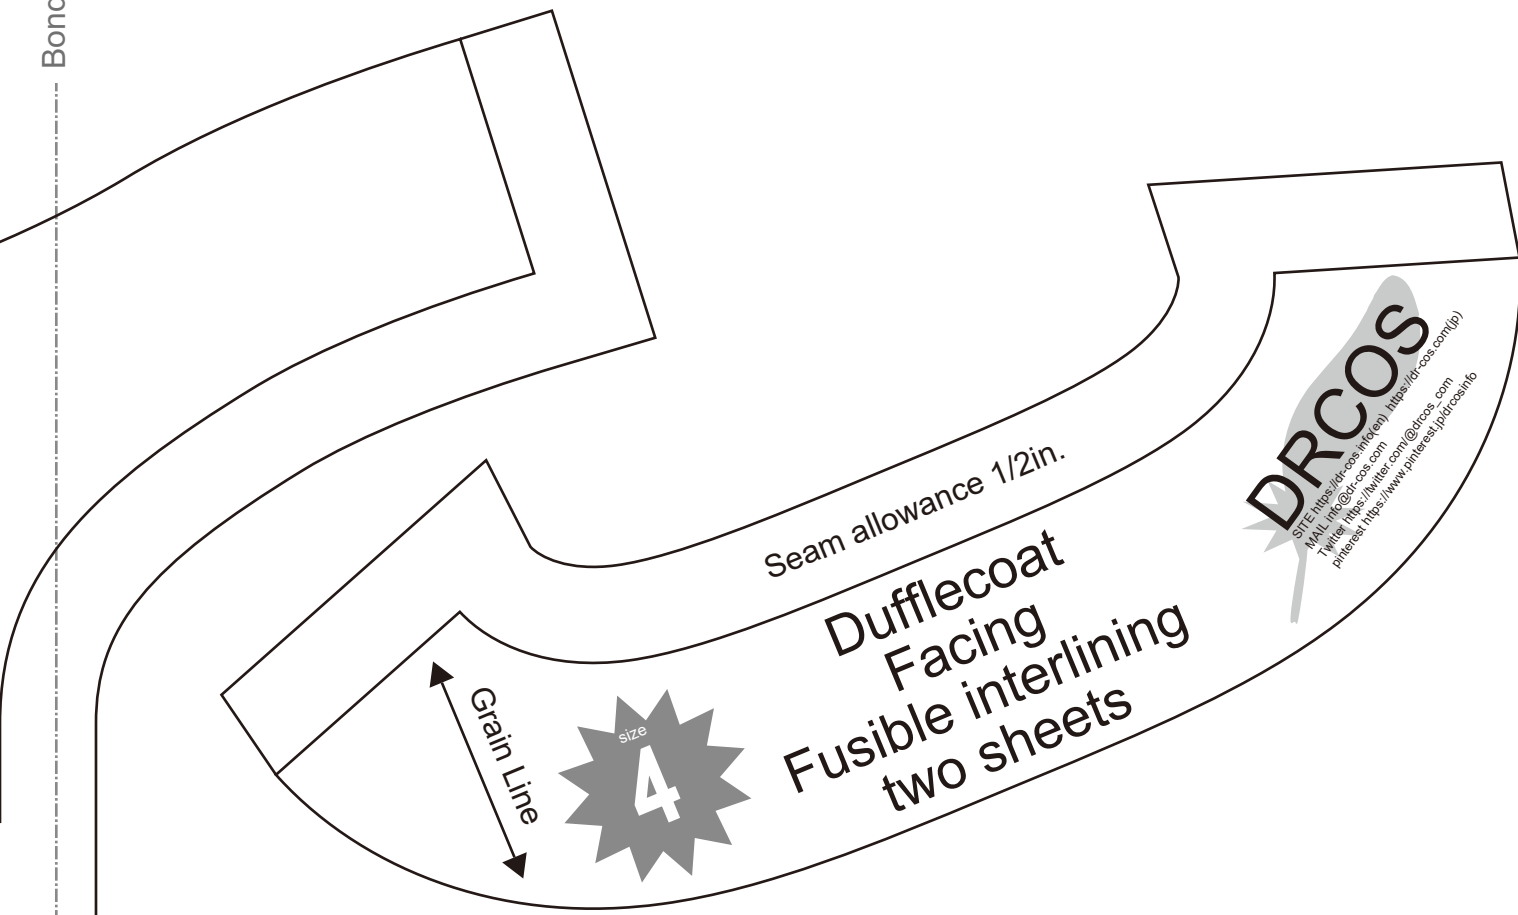 Bond
Seam allowance 1/2in.
Dufflecoat
Facing
Fusible interlining
two sheets
Grain Line
size
4
DRCOS
SITE https://dr-cos.info(en) https://dr-cos.com(jp)
MAIL info@dr-cos.com
Twitter https://twitter.com/@drcos_com
pinterest https://www.pinterest.jp/drcosinfo